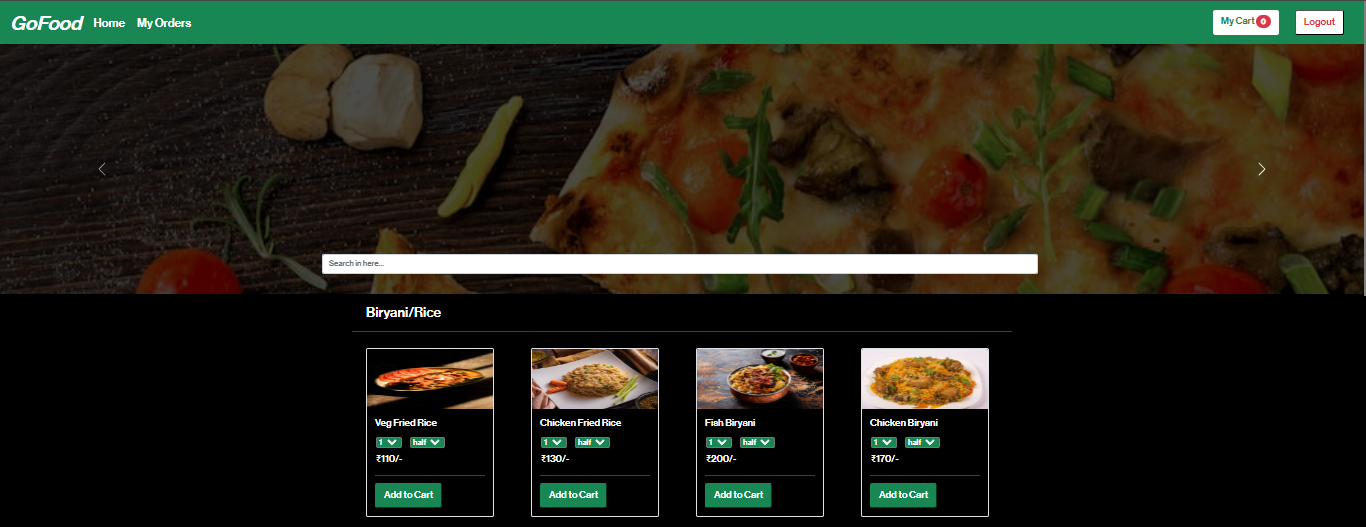 GoFood Home My Orders My Cart 0 Logout
Search in here...
Biryani/Rice
Veg Fried Rice Chicken Fried Rice Fish Biryani Chicken Biryani
1 half 1 half 1 half 1 half
₹110/- ₹130/- ₹200/- ₹170/-
Add to Cart Add to Cart Add to Cart Add to Cart